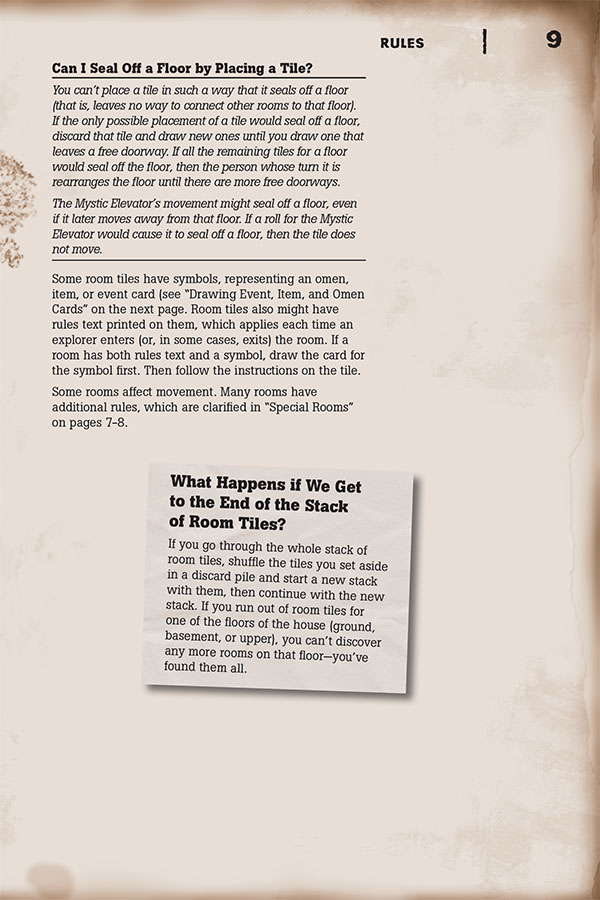 RULES | 9
Can I Seal Off a Floor by Placing a Tile?
You can't place a tile in such a way that it seals off a floor
(that is, leaves no way to connect other rooms to that floor).
If the only possible placement of a tile would seal off a floor,
discard that tile and draw new ones until you draw one that
leaves a free doorway. If all the remaining tiles for a floor
would seal off the floor, then the person whose turn it is
rearranges the floor until there are more free doorways.
The Mystic Elevator's movement might seal off a floor, even
if it later moves away from that floor. If a roll for the Mystic
Elevator would cause it to seal off a floor, then the tile does
not move.
Some room tiles have symbols, representing an omen,
item, or event card (see "Drawing Event, Item, and Omen
Cards" on the next page. Room tiles also might have
rules text printed on them, which applies each time an
explorer enters (or, in some cases, exits) the room. If a
room has both rules text and a symbol, draw the card for
the symbol first. Then follow the instructions on the tile.
Some rooms affect movement. Many rooms have
additional rules, which are clarified in "Special Rooms"
on pages 7–8.
What Happens if We Get
to the End of the Stack
of Room Tiles?
If you go through the whole stack of
room tiles, shuffle the tiles you set aside
in a discard pile and start a new stack
with them, then continue with the new
stack. If you run out of room tiles for
one of the floors of the house (ground,
basement, or upper), you can't discover
any more rooms on that floor—you've
found them all.